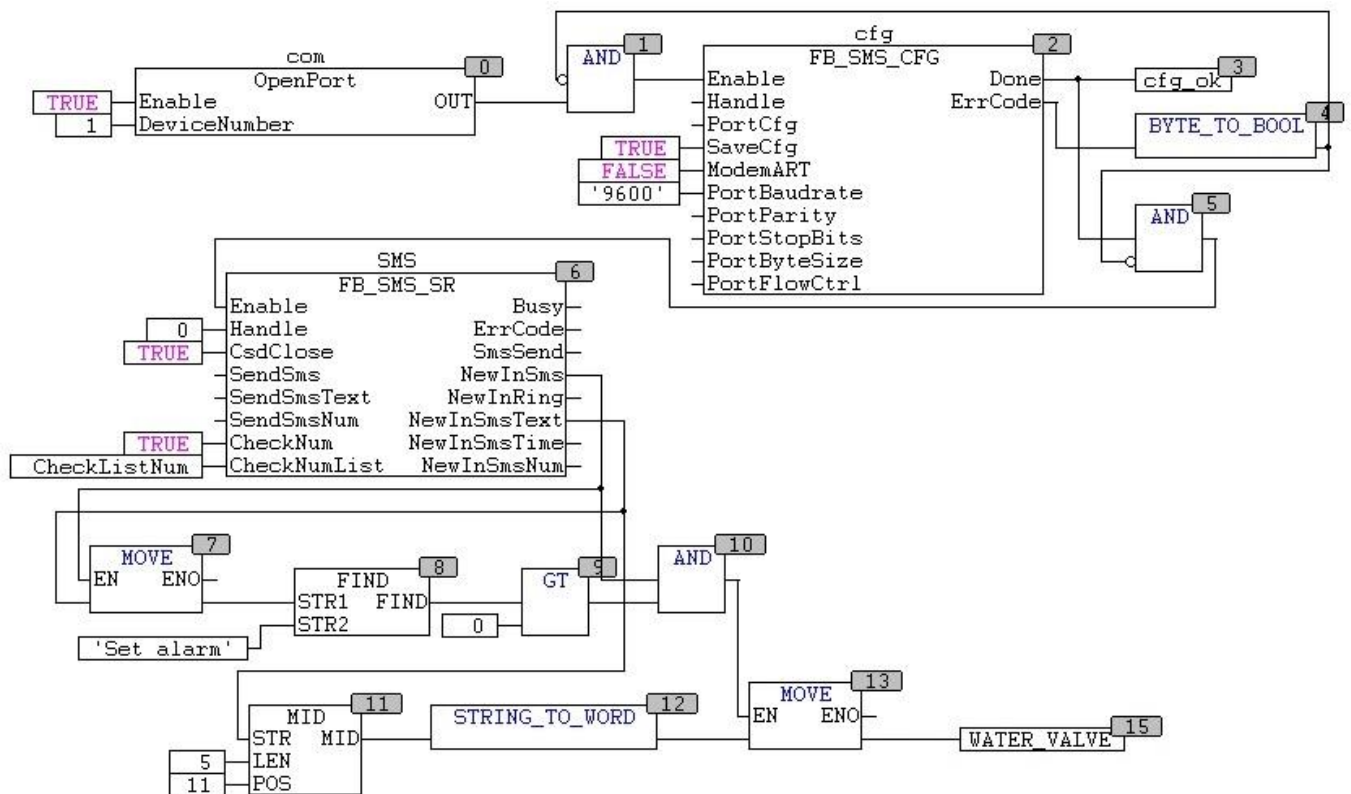 com
0
OpenPort
TRUE
Enable
OUT
1
DeviceNumber
1
AND
cfg
2
FB_SMS_CFG
Enable
Done
Handle
ErrCode
PortCfg
TRUE
SaveCfg
FALSE
ModemART
'9600'
PortBaudrate
PortParity
PortStopBits
PortByteSize
PortFlowCtrl
3
cfg_ok
4
BYTE_TO_BOOL
5
AND
SMS
6
FB_SMS_SR
Enable
Busy
0
Handle
ErrCode
TRUE
CsdClose
SmsSend
SendSms
NewInSms
SendSmsText
NewInRing
SendSmsNum
NewInSmsText
TRUE
CheckNum
NewInSmsTime
CheckListNum
CheckNumList
NewInSmsNum
7
MOVE
EN
ENO
8
FIND
STR1
FIND
STR2
'Set alarm'
9
GT
0
10
AND
11
MID
STR
MID
5
LEN
11
POS
12
STRING_TO_WORD
13
MOVE
EN
ENO
15
WATER_VALVE